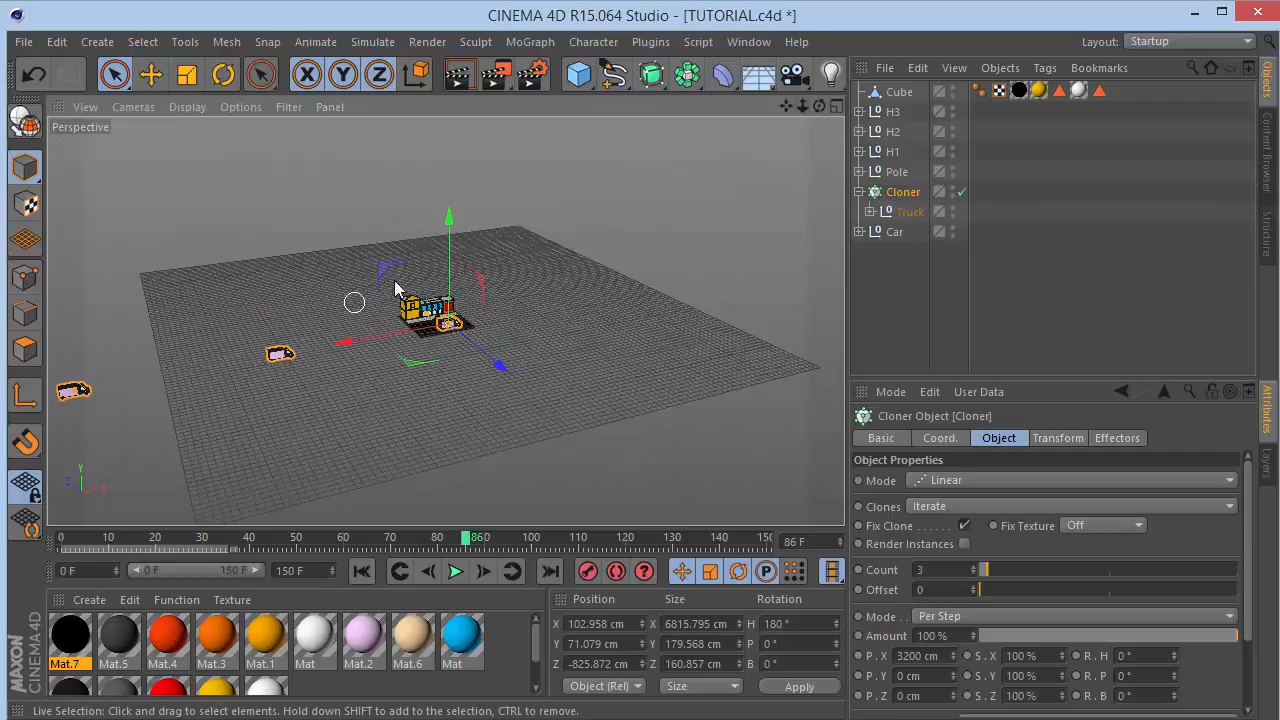 CINEMA 4D R15.064 Studio - [TUTORIAL.c4d *]
File Edit Create Select Tools Mesh Snap Animate Simulate Render Sculpt MoGraph Character Plugins Script Window Help
Layout: Startup
X Y Z
File Edit View Objects Tags Bookmarks
View Cameras Display Options Filter Panel
Perspective
Cube
H3
H2
H1
Pole
Cloner
Truck
Car
Objects
Content Browser
Structure
Attributes
Layers
Mode Edit User Data
Cloner Object [Cloner]
Basic Coord. Object Transform Effectors
Object Properties
Mode Linear
Clones Iterate
Fix Clone . . . . . Fix Texture Off
Render Instances
Count 3
Offset 0
Mode . . . Per Step
Amount 100 %
P . X 3200 cm S . X 100 % R . H 0 °
P . Y 0 cm S . Y 100 % R . P 0 °
P . Z 0 cm S . Z 100 % R . B 0 °
Y
Z
X
0 10 20 30 40 50 60 70 80 86 0 100 110 120 130 140 150 86 F
0 F 0 F 150 F 150 F
Create Edit Function Texture
Mat.7 Mat.5 Mat.4 Mat.3 Mat.1 Mat Mat.2 Mat.6 Mat
Position Size Rotation
X 102.958 cm X 6815.795 cm H 180 °
Y 71.079 cm Y 179.568 cm P 0 °
Z -825.872 cm Z 160.857 cm B 0 °
Object (Rel) Size Apply
MAXON
CINEMA 4D
Live Selection: Click and drag to select elements. Hold down SHIFT to add to the selection, CTRL to remove.